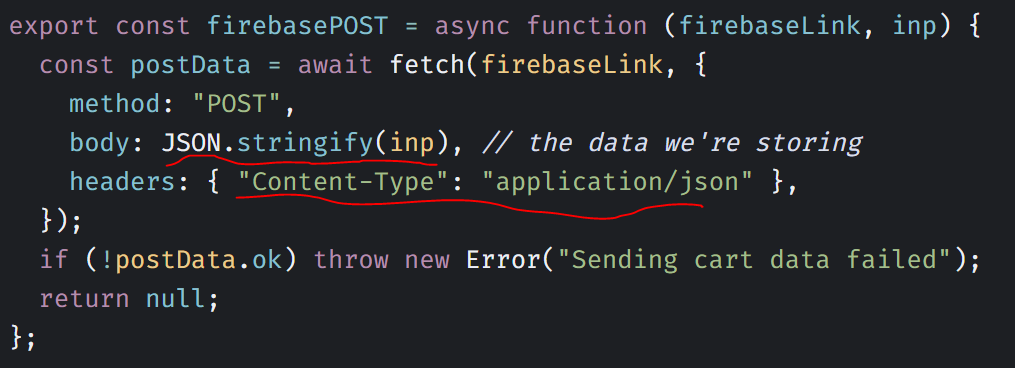 export const firebasePOST = async function (firebaseLink, inp) {
  const postData = await fetch(firebaseLink, {
    method: "POST",
    body: JSON.stringify(inp), // the data we're storing
    headers: { "Content-Type": "application/json" },
  });
  if (!postData.ok) throw new Error("Sending cart data failed");
  return null;
};